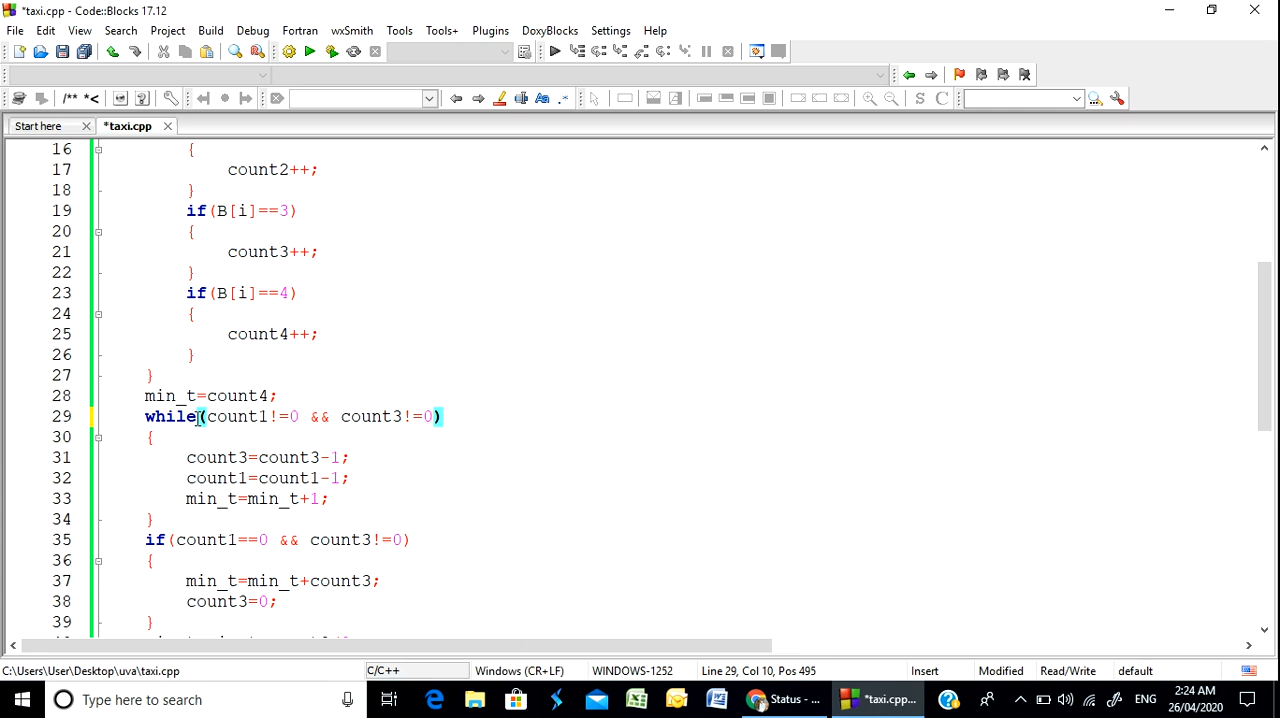 *taxi.cpp - Code::Blocks 17.12
File Edit View Search Project Build Debug Fortran wxSmith Tools Tools+ Plugins DoxyBlocks Settings Help
/** *<
S C
Start here *taxi.cpp
16 {
17 count2++;
18 }
19 if(B[i]==3)
20 {
21 count3++;
22 }
23 if(B[i]==4)
24 {
25 count4++;
26 }
27 }
28 min_t=count4;
29 while(count1!=0 && count3!=0)
30 {
31 count3=count3-1;
32 count1=count1-1;
33 min_t=min_t+1;
34 }
35 if(count1==0 && count3!=0)
36 {
37 min_t=min_t+count3;
38 count3=0;
39 }
C:\Users\User\Desktop\uva\taxi.cpp C/C++ Windows (CR+LF) WINDOWS-1252 Line 29, Col 10, Pos 495 Insert Modified Read/Write default
Type here to search Status - ... *taxi.cpp... ENG 2:24 AM
26/04/2020